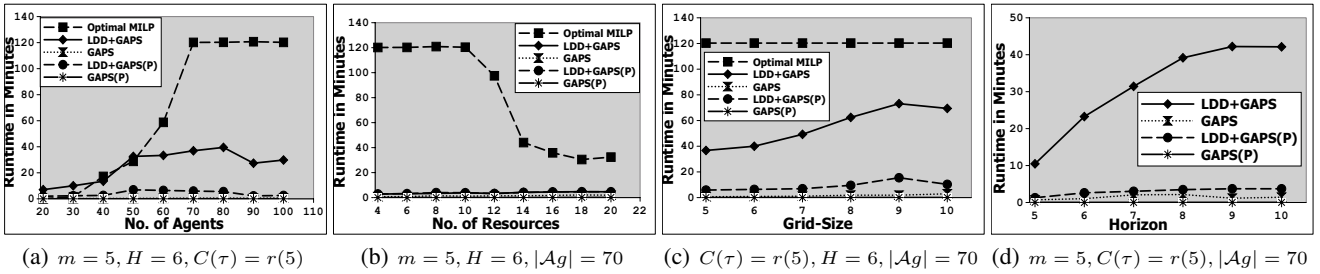 Runtime in Minutes
140
120
100
80
60
40
20
0
Optimal MILP
LDD+GAPS
GAPS
LDD+GAPS(P)
GAPS(P)
20 30 40 50 60 70 80 90 100 110
No. of Agents
(a) m = 5, H = 6, C(τ) = r(5)
Runtime in Minutes
140
120
100
80
60
40
20
0
Optimal MILP
LDD+GAPS
GAPS
LDD+GAPS(P)
GAPS(P)
4 6 8 10 12 14 16 18 20 22
No. of Resources
(b) m = 5, H = 6, |Ag| = 70
Runtime in Minutes
140
120
100
80
60
40
20
0
Optimal MILP
LDD+GAPS
GAPS
LDD+GAPS(P)
GAPS(P)
5 6 7 8 9 10
Grid-Size
(c) C(τ) = r(5), H = 6, |Ag| = 70
Runtime in Minutes
50
40
30
20
10
0
LDD+GAPS
GAPS
LDD+GAPS(P)
GAPS(P)
5 6 7 8 9 10
Horizon
(d) m = 5, C(τ) = r(5), |Ag| = 70